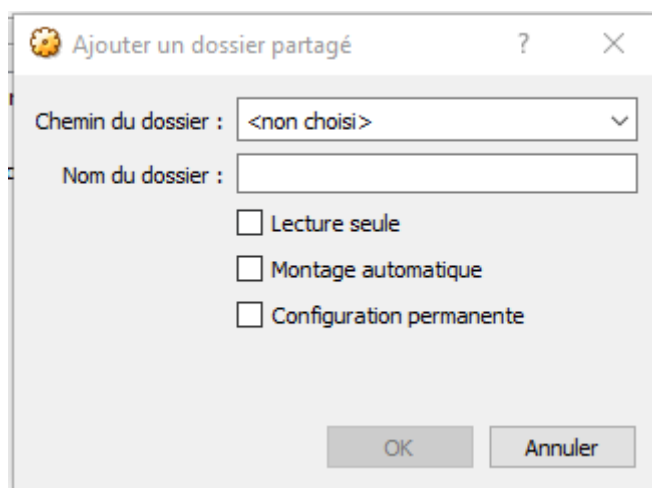 Ajouter un dossier partagé ?
Chemin du dossier : <non choisi>
Nom du dossier :
Lecture seule
Montage automatique
Configuration permanente
OK Annuler